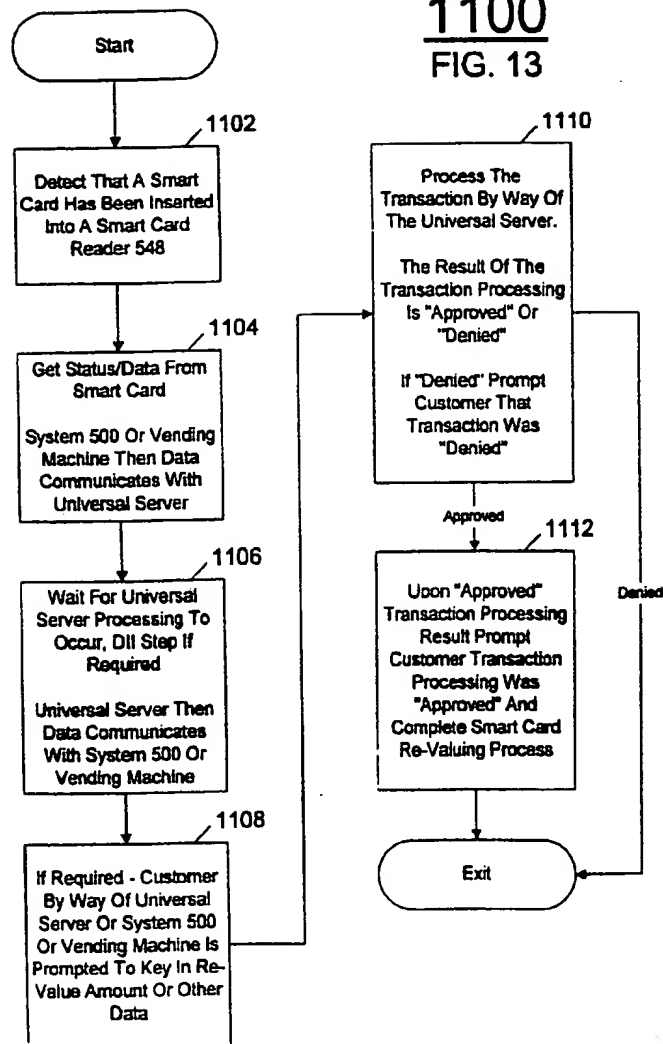 1100
FIG. 13
Start
1102
Detect That A Smart
Card Has Been Inserted
Into A Smart Card
Reader 548
1104
Get Status/Data From
Smart Card
System 500 Or Vending
Machine Then Data
Communicates With
Universal Server
1106
Wait For Universal
Server Processing To
Occur, DII Step If
Required
Universal Server Then
Data Communicates
With System 500 Or
Vending Machine
1108
If Required - Customer
By Way Of Universal
Server Or System 500
Or Vending Machine Is
Prompted To Key In Re-
Value Amount Or Other
Data
1110
Process The
Transaction By Way Of
The Universal Server.
The Result Of The
Transaction Processing
Is "Approved" Or
"Denied"
If "Denied" Prompt
Customer That
Transaction Was
"Denied"
Approved
Denied
1112
Upon "Approved"
Transaction Processing
Result Prompt
Customer Transaction
Processing Was
"Approved" And
Complete Smart Card
Re-Valuing Process
Exit